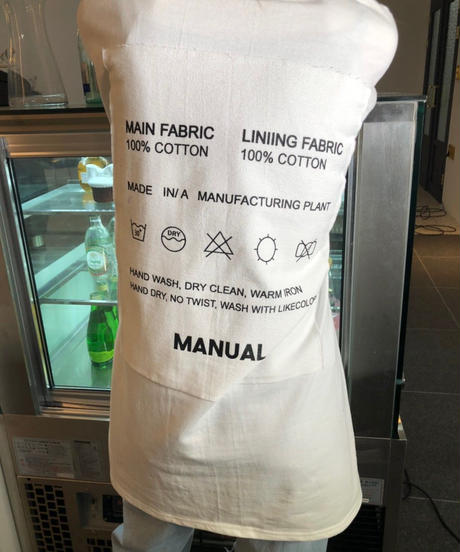 MAIN FABRIC LINIING FABRIC
100% COTTON 100% COTTON
MADE IN/A MANUFACTURING PLANT
DRY
HAND WASH, DRY CLEAN, WARM IRON
HAND DRY, NO TWIST, WASH WITH LIKECOLOR
MANUAL